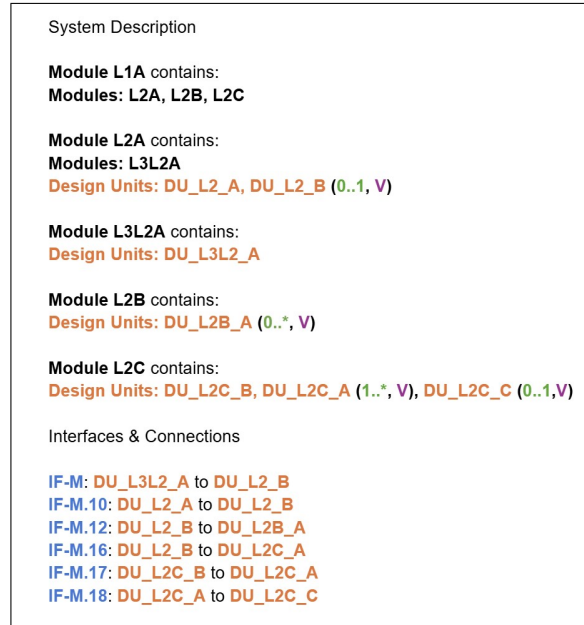 System Description
Module L1A contains:
Modules: L2A, L2B, L2C
Module L2A contains:
Modules: L3L2A
Design Units: DU_L2_A, DU_L2_B (0..1, V)
Module L3L2A contains:
Design Units: DU_L3L2_A
Module L2B contains:
Design Units: DU_L2B_A (0..*, V)
Module L2C contains:
Design Units: DU_L2C_B, DU_L2C_A (1..*, V), DU_L2C_C (0..1,V)
Interfaces & Connections
IF-M: DU_L3L2_A to DU_L2_B
IF-M.10: DU_L2_A to DU_L2_B
IF-M.12: DU_L2_B to DU_L2B_A
IF-M.16: DU_L2_B to DU_L2C_A
IF-M.17: DU_L2C_B to DU_L2C_A
IF-M.18: DU_L2C_A to DU_L2C_C